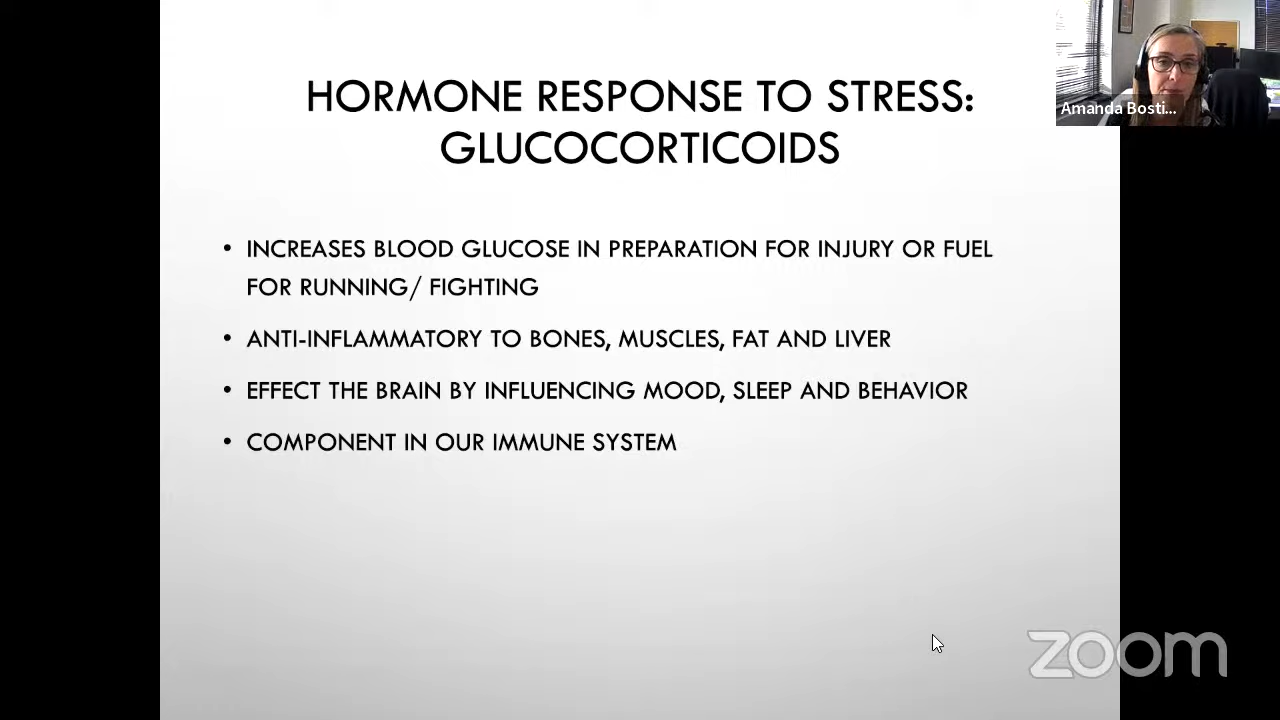 HORMONE RESPONSE TO STRESS:
GLUCOCORTICOIDS
Amanda Bosti...
• INCREASES BLOOD GLUCOSE IN PREPARATION FOR INJURY OR FUEL
FOR RUNNING/ FIGHTING
• ANTI-INFLAMMATORY TO BONES, MUSCLES, FAT AND LIVER
• EFFECT THE BRAIN BY INFLUENCING MOOD, SLEEP AND BEHAVIOR
• COMPONENT IN OUR IMMUNE SYSTEM
zoom